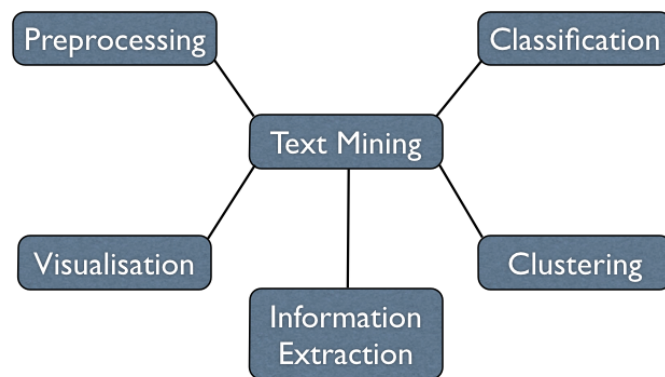 Preprocessing
Classification
Text Mining
Visualisation
Clustering
Information
Extraction